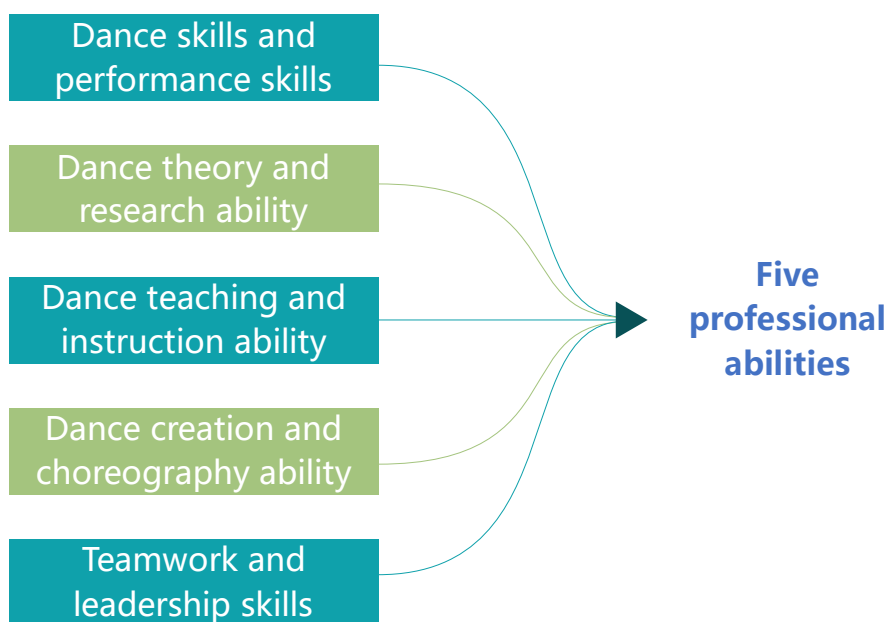 Dance skills and
performance skills
Dance theory and
research ability
Dance teaching and
instruction ability
Dance creation and
choreography ability
Teamwork and
leadership skills
Five
professional
abilities